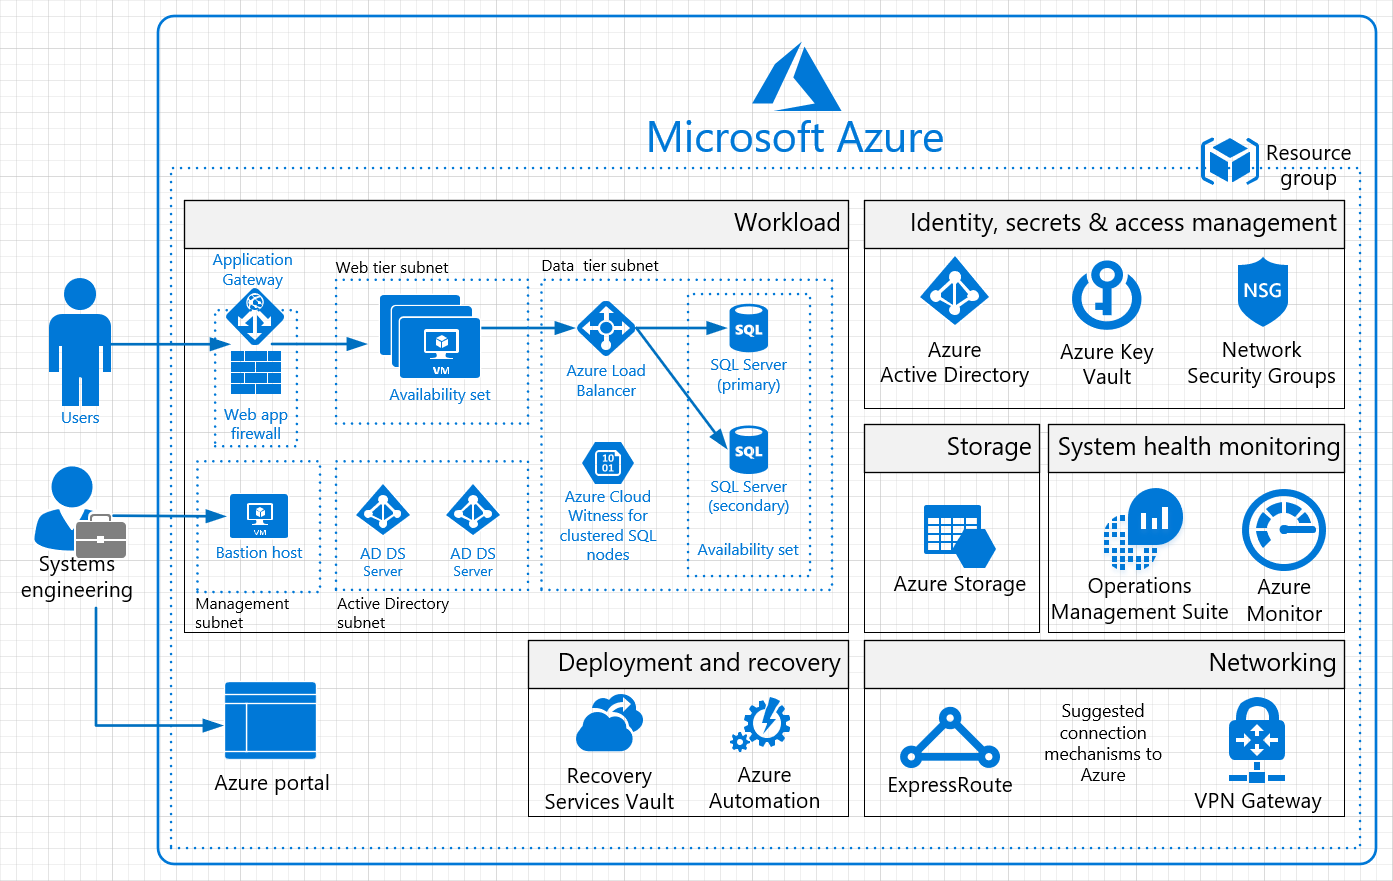 Microsoft Azure
Resource
group
Workload
Application
Gateway
Web app
firewall
Web tier subnet
VM
Availability set
Data  tier subnet
Azure Load
Balancer
SQL
SQL Server
(primary)
SQL
SQL Server
(secondary)
Availability set
10
01
Azure Cloud
Witness for
clustered SQL
nodes
Users
Systems
engineering
VM
Bastion host
Management
subnet
AD DS
Server
AD DS
Server
Active Directory
subnet
Azure portal
Identity, secrets & access management
Azure
Active Directory
Azure Key
Vault
NSG
Network
Security Groups
Storage
Azure Storage
System health monitoring
Operations
Management Suite
Azure
Monitor
Deployment and recovery
Recovery
Services Vault
Azure
Automation
Networking
ExpressRoute
Suggested
connection
mechanisms to
Azure
VPN Gateway